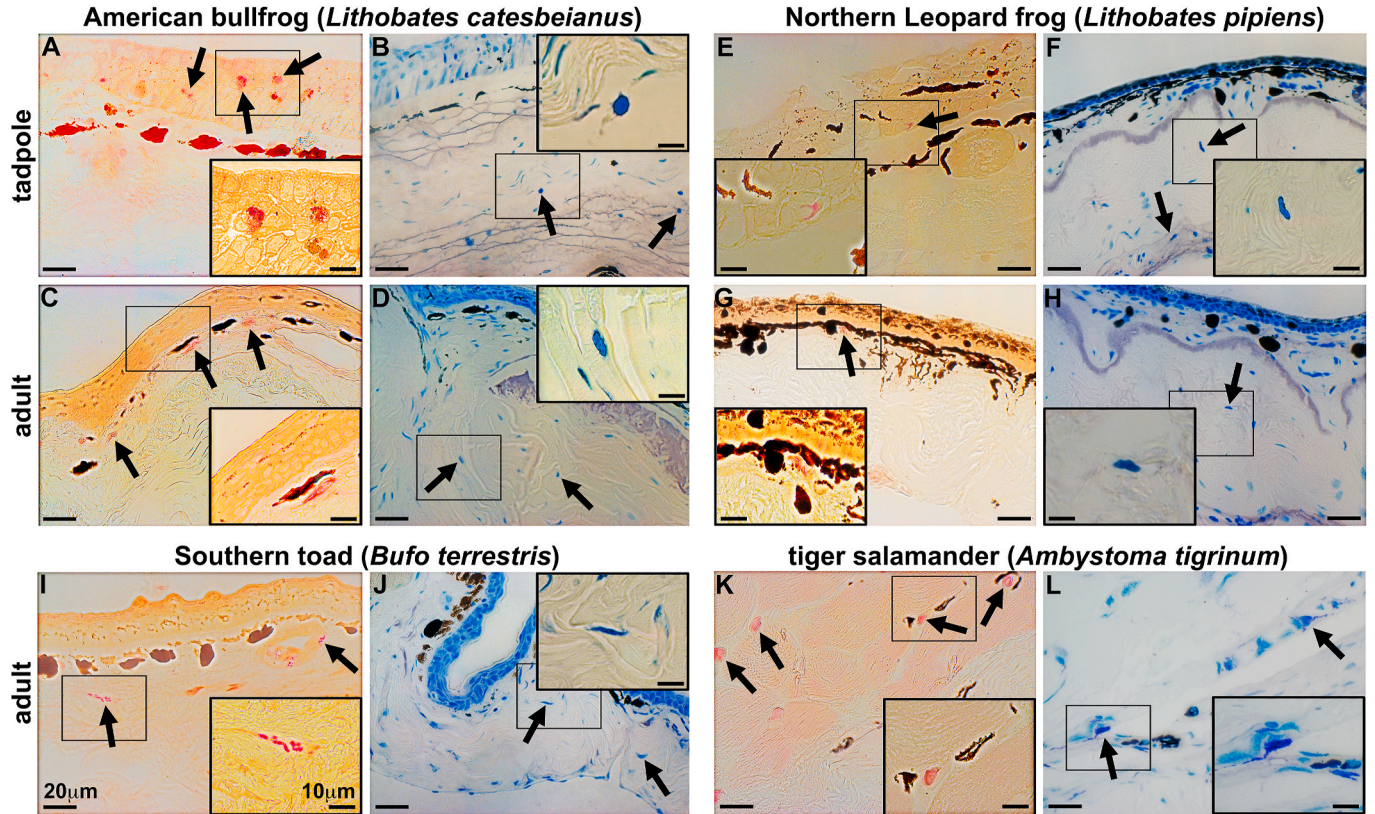 American bullfrog (Lithobates catesbeianus)
Northern Leopard frog (Lithobates pipiens)
tadpole
A
B
E
F
adult
C
D
G
H
Southern toad (Bufo terrestris)
tiger salamander (Ambystoma tigrinum)
adult
I
J
K
L
20μm
10μm